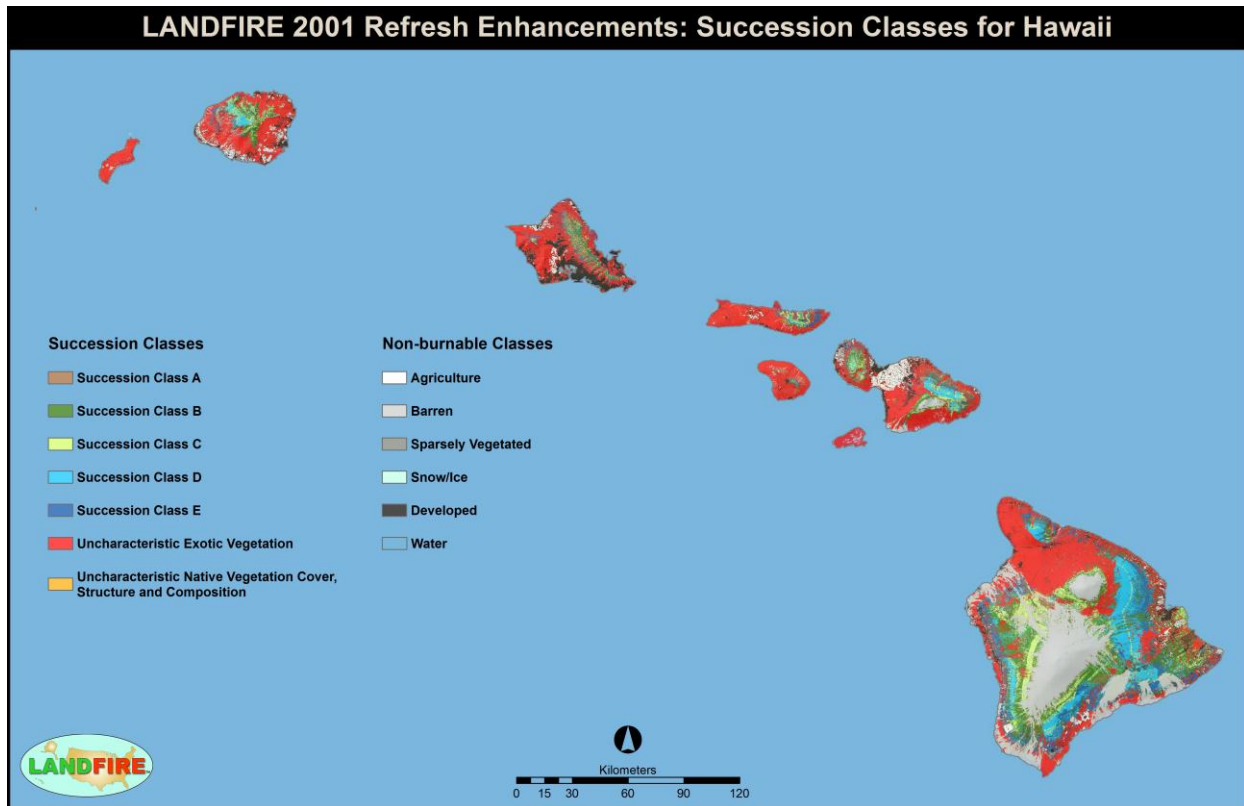 LANDFIRE 2001 Refresh Enhancements: Succession Classes for Hawaii
Succession Classes
Succession Class A
Succession Class B
Succession Class C
Succession Class D
Succession Class E
Uncharacteristic Exotic Vegetation
Uncharacteristic Native Vegetation Cover,
Structure and Composition
Non-burnable Classes
Agriculture
Barren
Sparsely Vegetated
Snow/Ice
Developed
Water
LANDFIRE
Kilometers
0 15 30 60 90 120